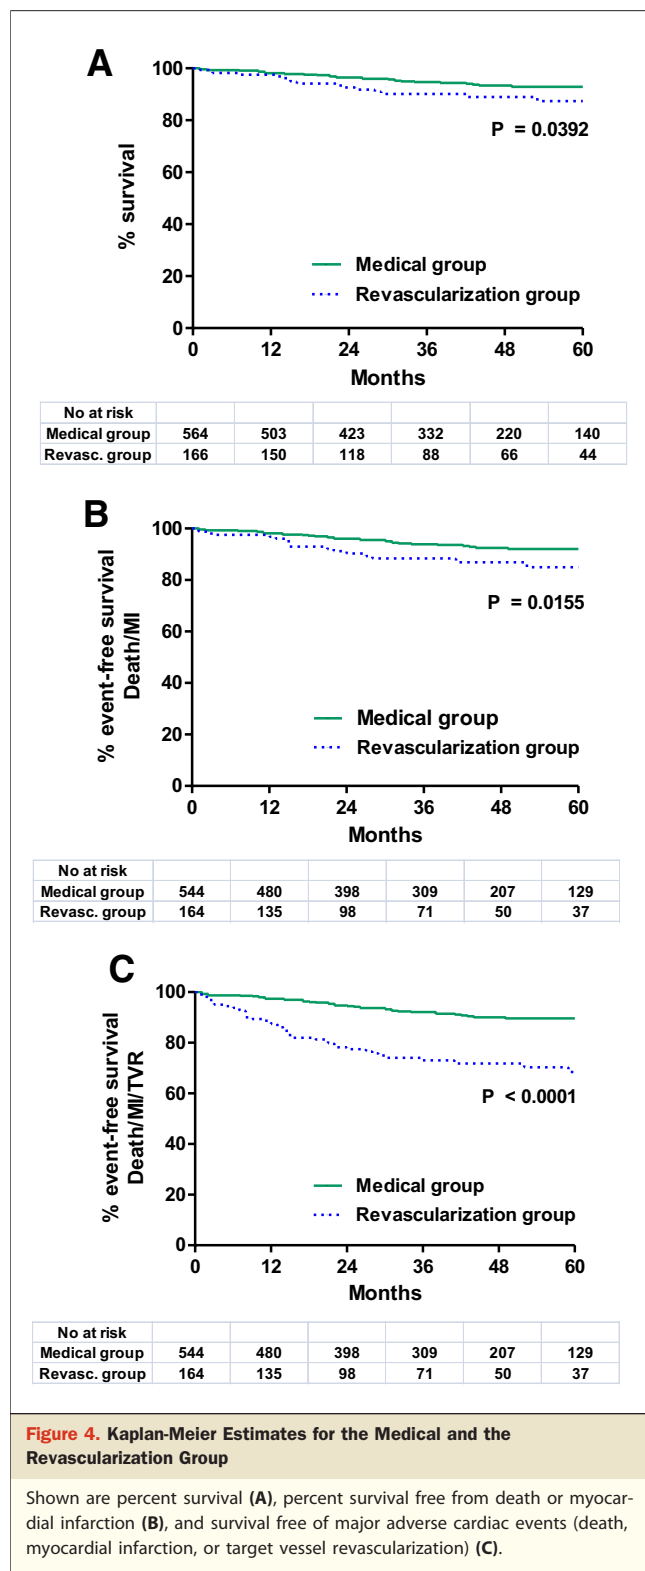 A
100
80
60
40
20
0
% survival
P = 0.0392
Medical group
Revascularization group
0 12 24 36 48 60
Months
No at risk
Medical group 564 503 423 332 220 140
Revasc. group 166 150 118 88 66 44
B
100
80
60
40
20
0
% event-free survival
Death/MI
P = 0.0155
Medical group
Revascularization group
0 12 24 36 48 60
Months
No at risk
Medical group 544 480 398 309 207 129
Revasc. group 164 135 98 71 50 37
C
100
80
60
40
20
0
% event-free survival
Death/MI/TVR
P < 0.0001
Medical group
Revascularization group
0 12 24 36 48 60
Months
No at risk
Medical group 544 480 398 309 207 129
Revasc. group 164 135 98 71 50 37
Figure 4. Kaplan-Meier Estimates for the Medical and the
Revascularization Group
Shown are percent survival (A), percent survival free from death or myocar-
dial infarction (B), and survival free of major adverse cardiac events (death,
myocardial infarction, or target vessel revascularization) (C).